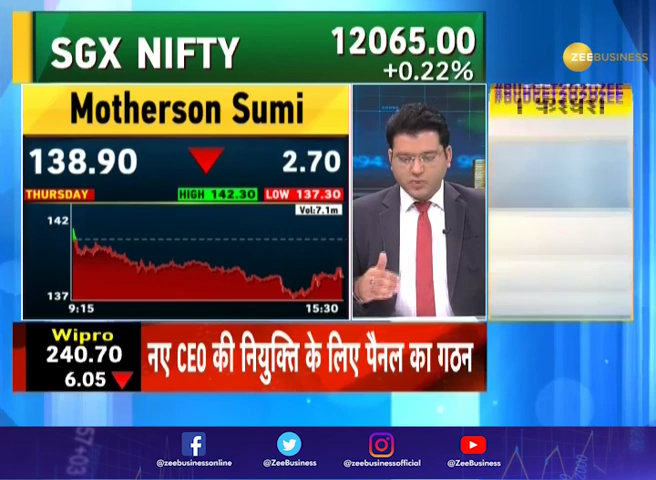 SGX NIFTY
12065.00
+0.22%
ZEEBUSINESS
Motherson Sumi
138.90
2.70
THURSDAY
HIGH 142.30
LOW 137.30
Vol:7.1m
142
137
9:15
15:30
1 फरवरी
Wipro
240.70
6.05
नए CEO की नियुक्ति के लिए पैनल का गठन
@zeebusinessonline
@ZeeBusiness
@zeebusinessofficial
@ZeeBusiness